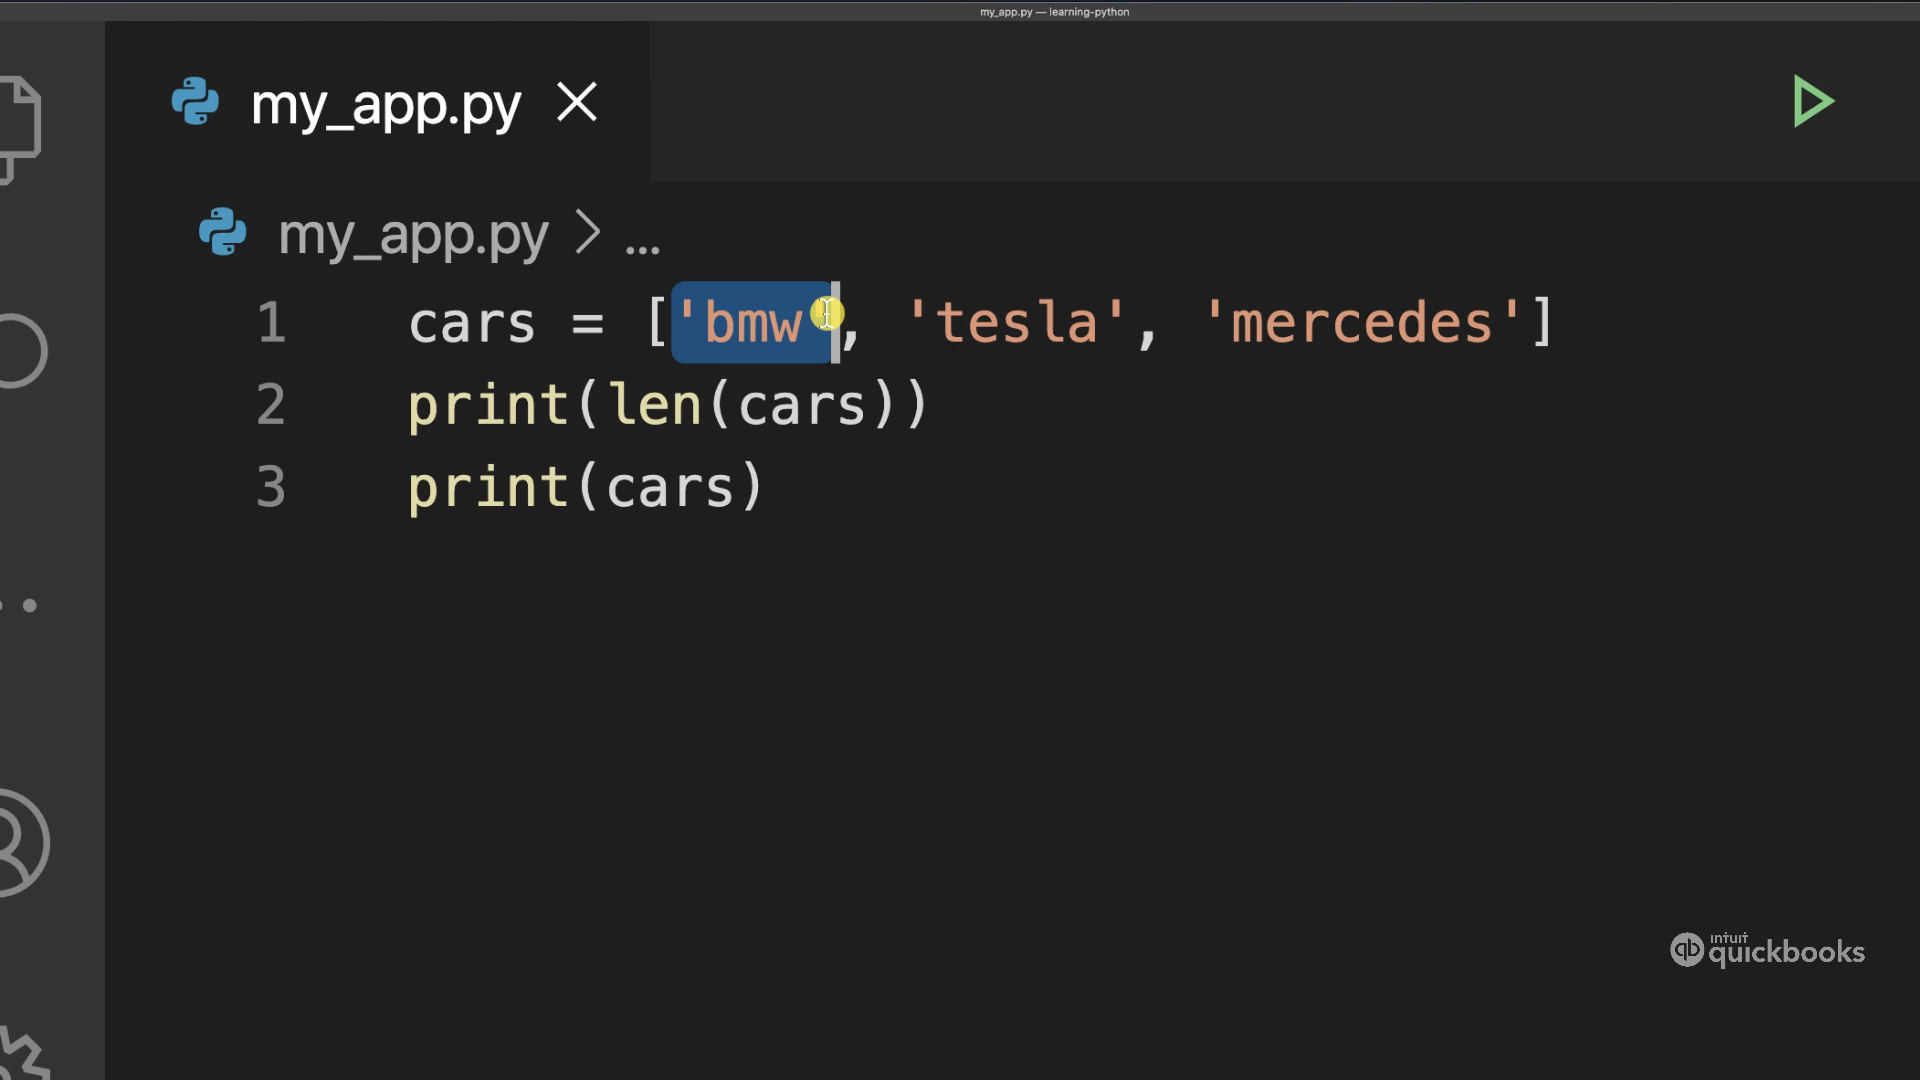 my_app.py — learning-python
my_app.py
my_app.py > ...
1 cars = ['bmw', 'tesla', 'mercedes']
2 print(len(cars))
3 print(cars)
qb intuit quickbooks